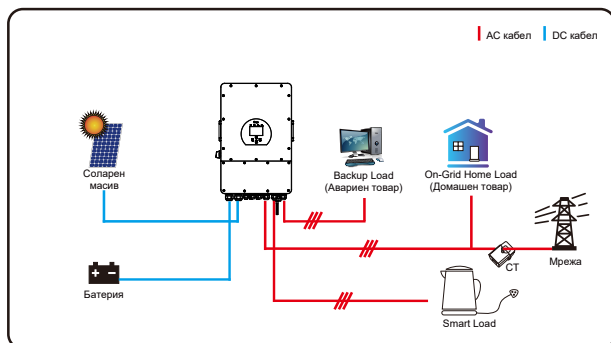 AC кабел
DC кабел
Соларен
масив
Backup Load
(Авариен товар)
On-Grid Home Load
(Домашен товар)
CT
Мрежа
Батерия
Smart Load